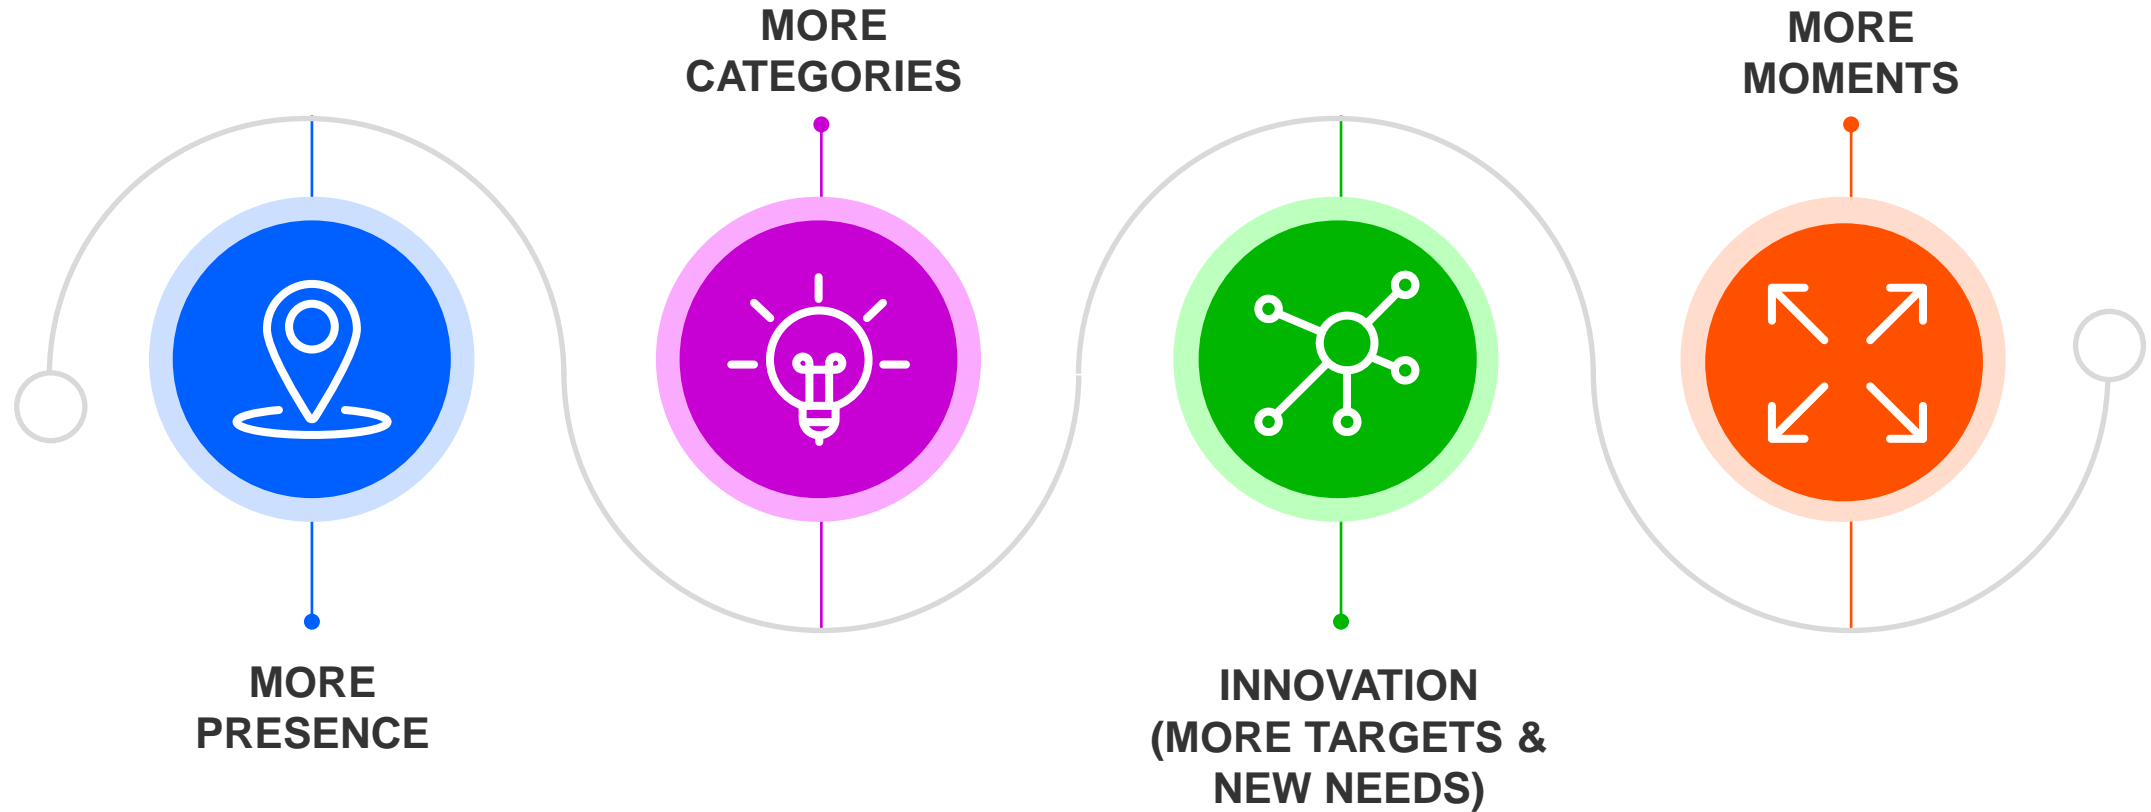 MORE
PRESENCE
MORE
CATEGORIES
INNOVATION
(MORE TARGETS &
NEW NEEDS)
MORE
MOMENTS